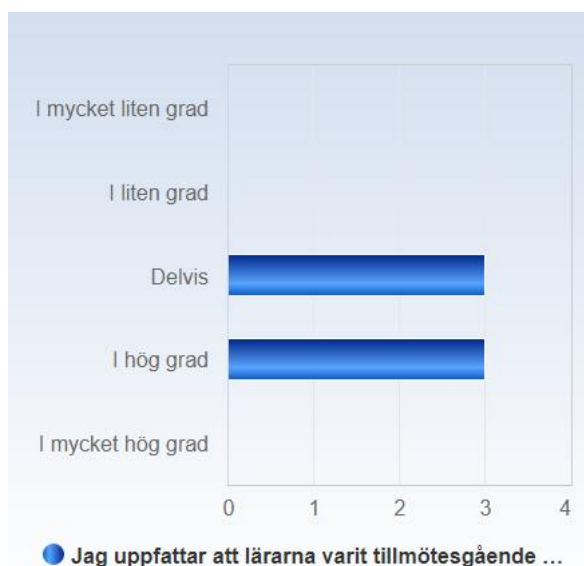 I mycket liten grad
I liten grad
Delvis
I hög grad
I mycket hög grad
0 1 2 3 4
Jag uppfattar att lärarna varit tillmötesgående ...